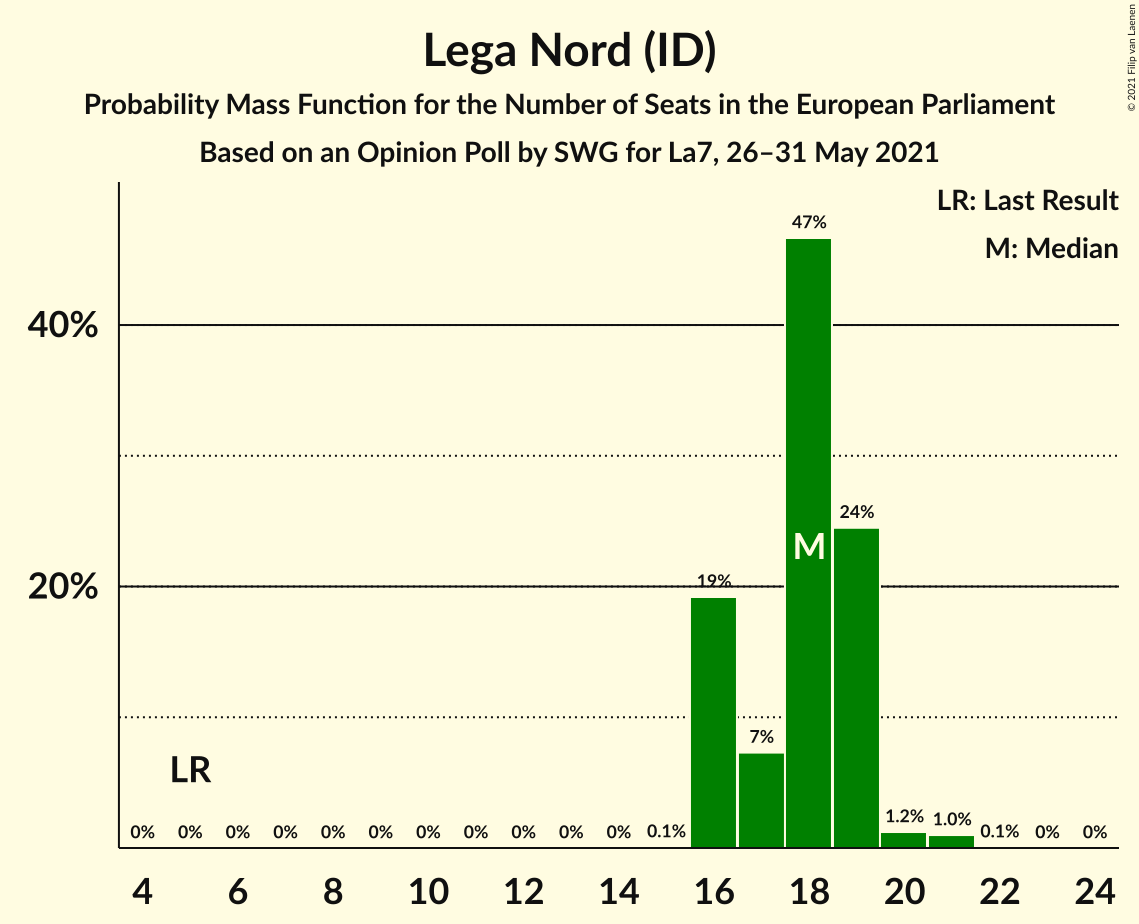 Lega Nord (ID)
Probability Mass Function for the Number of Seats in the European Parliament
Based on an Opinion Poll by SWG for La7, 26–31 May 2021
© 2021 Filip van Laenen
LR: Last Result
M: Median
47%
40%
24%
M
20%
19%
7%
LR
0% 0% 0% 0% 0% 0% 0% 0% 0% 0% 0% 0.1% 1.2% 1.0% 0.1% 0% 0%
4 6 8 10 12 14 16 18 20 22 24